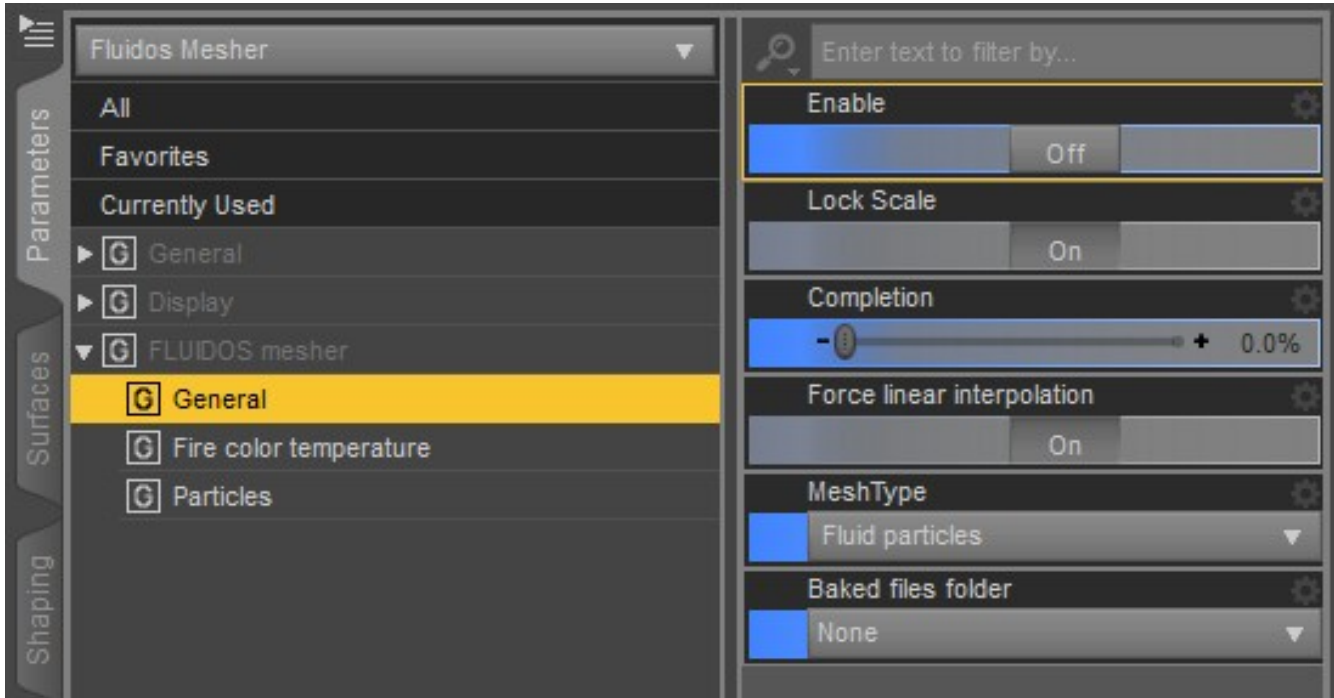 Parameters
Surfaces
Shaping
Fluidos Mesher
All
Favorites
Currently Used
G General
G Display
G FLUIDOS mesher
G General
G Fire color temperature
G Particles
Enter text to filter by...
Enable
Off
Lock Scale
On
Completion
- + 0.0%
Force linear interpolation
On
MeshType
Fluid particles
Baked files folder
None